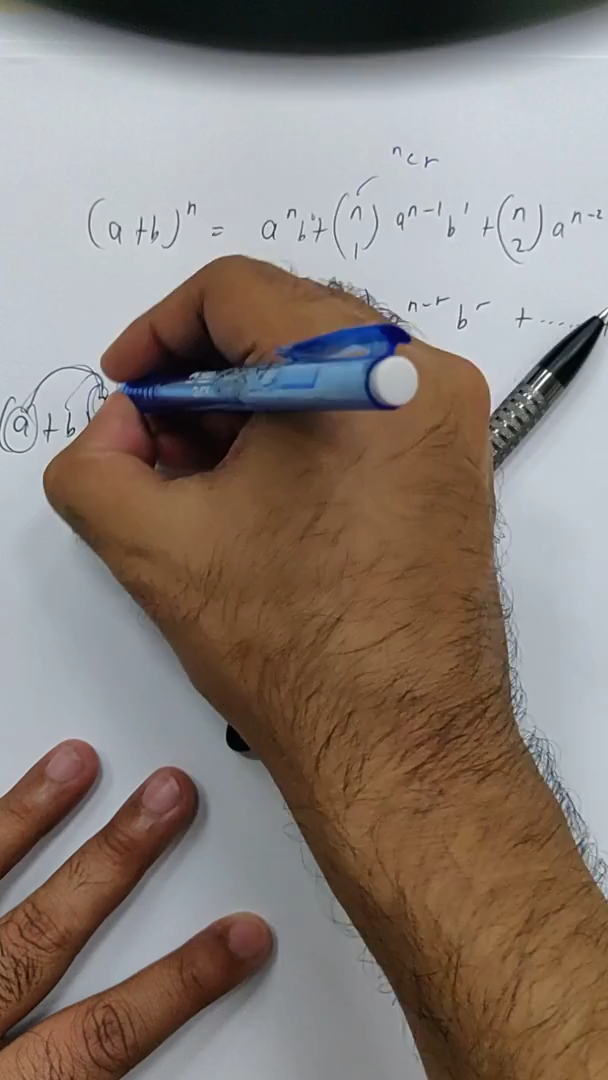 ⁿCᵣ
(a+b)ⁿ = aⁿb⁰ + (n 1) aⁿ⁻¹b¹ + (n 2) aⁿ⁻²
ⁿ⁻ʳ bʳ + .....
(a+b